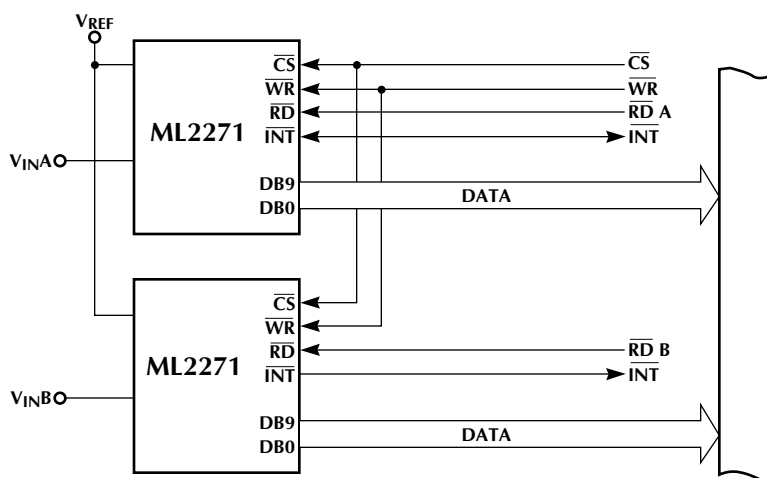 VREF
CS CS
WR WR
ML2271 RD RD A
INT INT
VINA
DB9
DATA
DB0
CS
WR
ML2271 RD RD B
INT INT
VINB
DB9
DATA
DB0